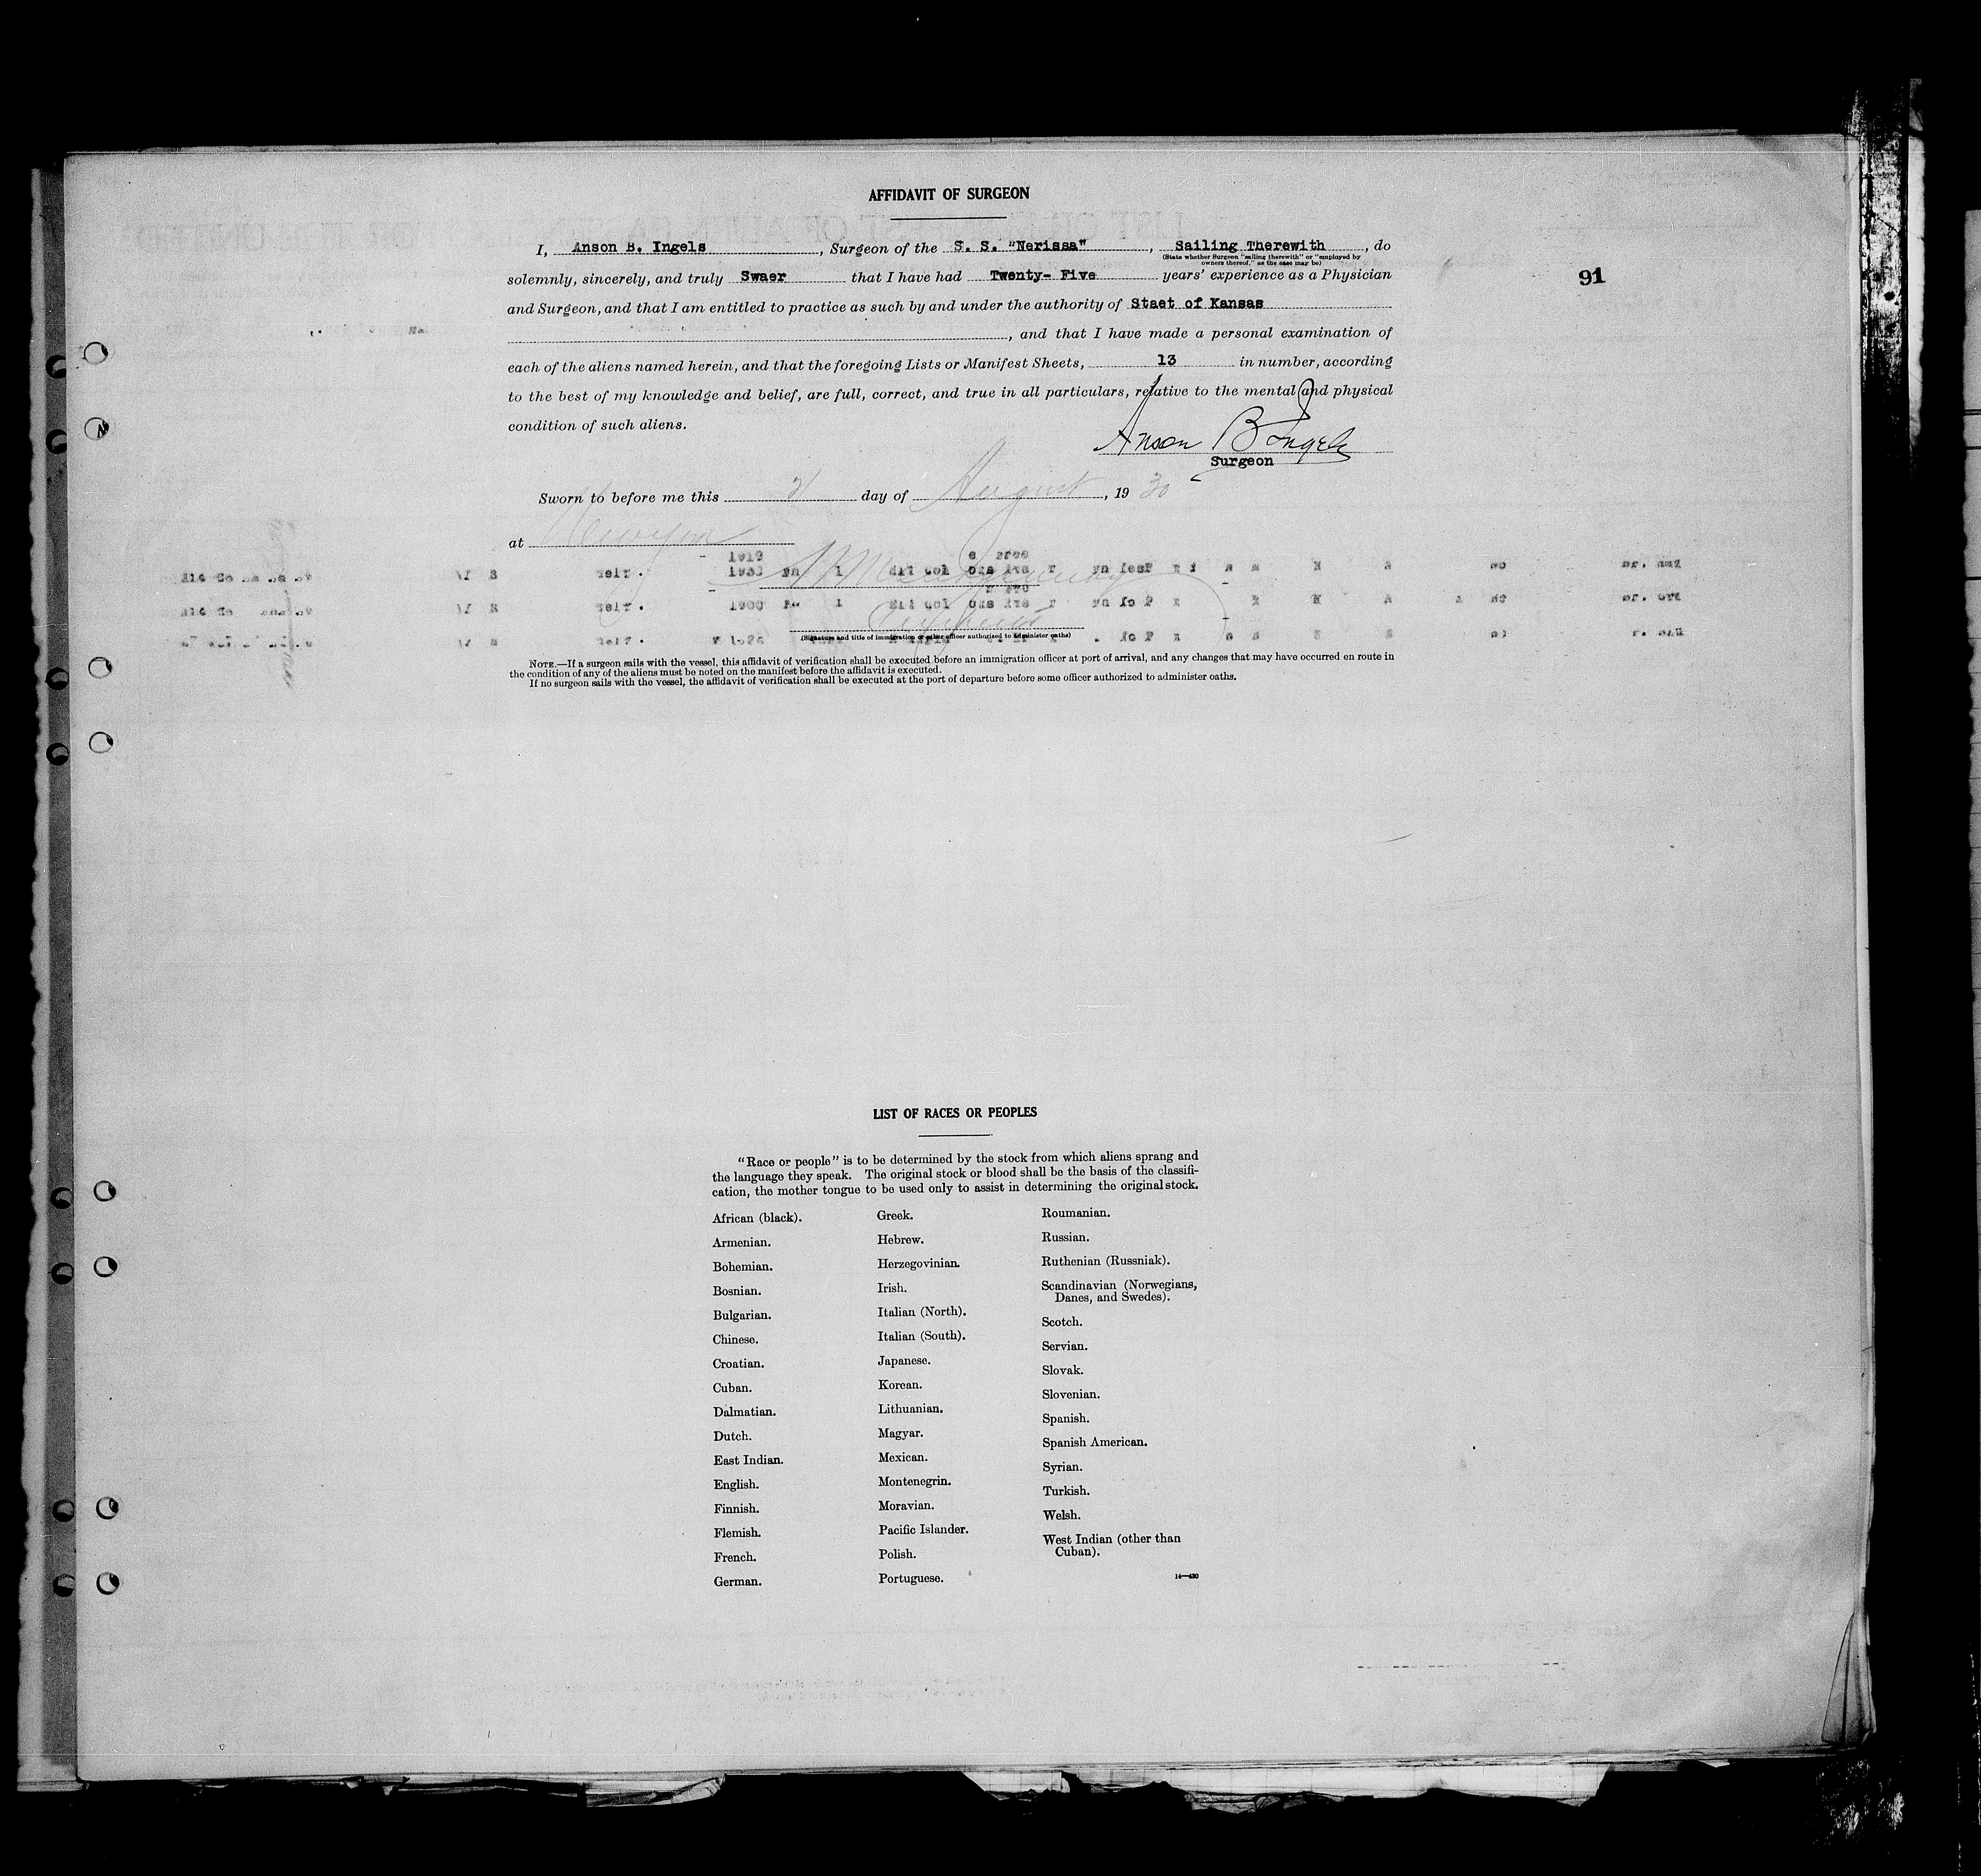 AFFIDAVIT OF SURGEON
I, Anson B. Ingels, Surgeon of the S. S. "Nerissa", Sailing Therewith, do
(State whether Surgeon "sailing therewith" or "employed by
owners thereof," as the case may be)
solemnly, sincerely, and truly Swaer that I have had Twenty- Five years' experience as a Physician
91
and Surgeon, and that I am entitled to practice as such by and under the authority of Staet of Kansas
, and that I have made a personal examination of
each of the aliens named herein, and that the foregoing Lists or Manifest Sheets, 13 in number, according
to the best of my knowledge and belief, are full, correct, and true in all particulars, relative to the mental and physical
condition of such aliens.
Anson B Ingels
Surgeon
Sworn to before me this day of August, 19 30
at
(Signature and title of immigration or other officer authorized to administer oaths)
NOTE.—If a surgeon sails with the vessel, this affidavit of verification shall be executed before an immigration officer at port of arrival, and any changes that may have occurred en route in
the condition of any of the aliens must be noted on the manifest before the affidavit is executed.
If no surgeon sails with the vessel, the affidavit of verification shall be executed at the port of departure before some officer authorized to administer oaths.
LIST OF RACES OR PEOPLES
"Race or people" is to be determined by the stock from which aliens sprang and
the language they speak. The original stock or blood shall be the basis of the classifi-
cation, the mother tongue to be used only to assist in determining the original stock.
African (black).
Armenian.
Bohemian.
Bosnian.
Bulgarian.
Chinese.
Croatian.
Cuban.
Dalmatian.
Dutch.
East Indian.
English.
Finnish.
Flemish.
French.
German.
Greek.
Hebrew.
Herzegovinian.
Irish.
Italian (North).
Italian (South).
Japanese.
Korean.
Lithuanian.
Magyar.
Mexican.
Montenegrin.
Moravian.
Pacific Islander.
Polish.
Portuguese.
Roumanian.
Russian.
Ruthenian (Russniak).
Scandinavian (Norwegians,
Danes, and Swedes).
Scotch.
Servian.
Slovak.
Slovenian.
Spanish.
Spanish American.
Syrian.
Turkish.
Welsh.
West Indian (other than
Cuban).
14—430